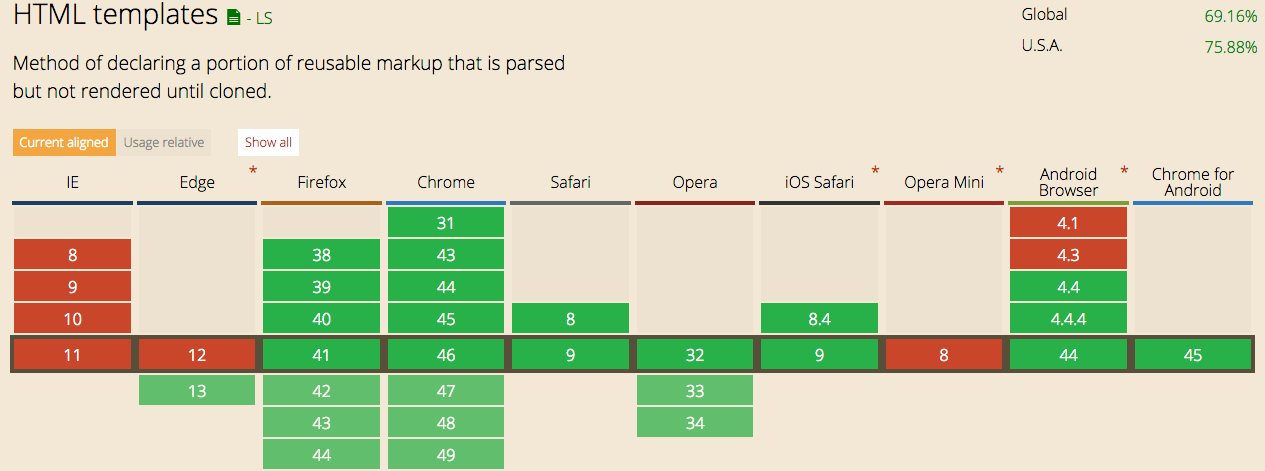 HTML templates - LS
Global 69.16%
U.S.A. 75.88%
Method of declaring a portion of reusable markup that is parsed
but not rendered until cloned.
Current aligned Usage relative Show all
IE Edge * Firefox Chrome Safari Opera iOS Safari * Opera Mini * Android Browser * Chrome for Android
31 4.1
8 38 43 4.3
9 39 44 4.4
10 40 45 8 8.4 4.4.4
11 12 41 46 9 32 9 8 44 45
13 42 47 33
43 48 34
44 49